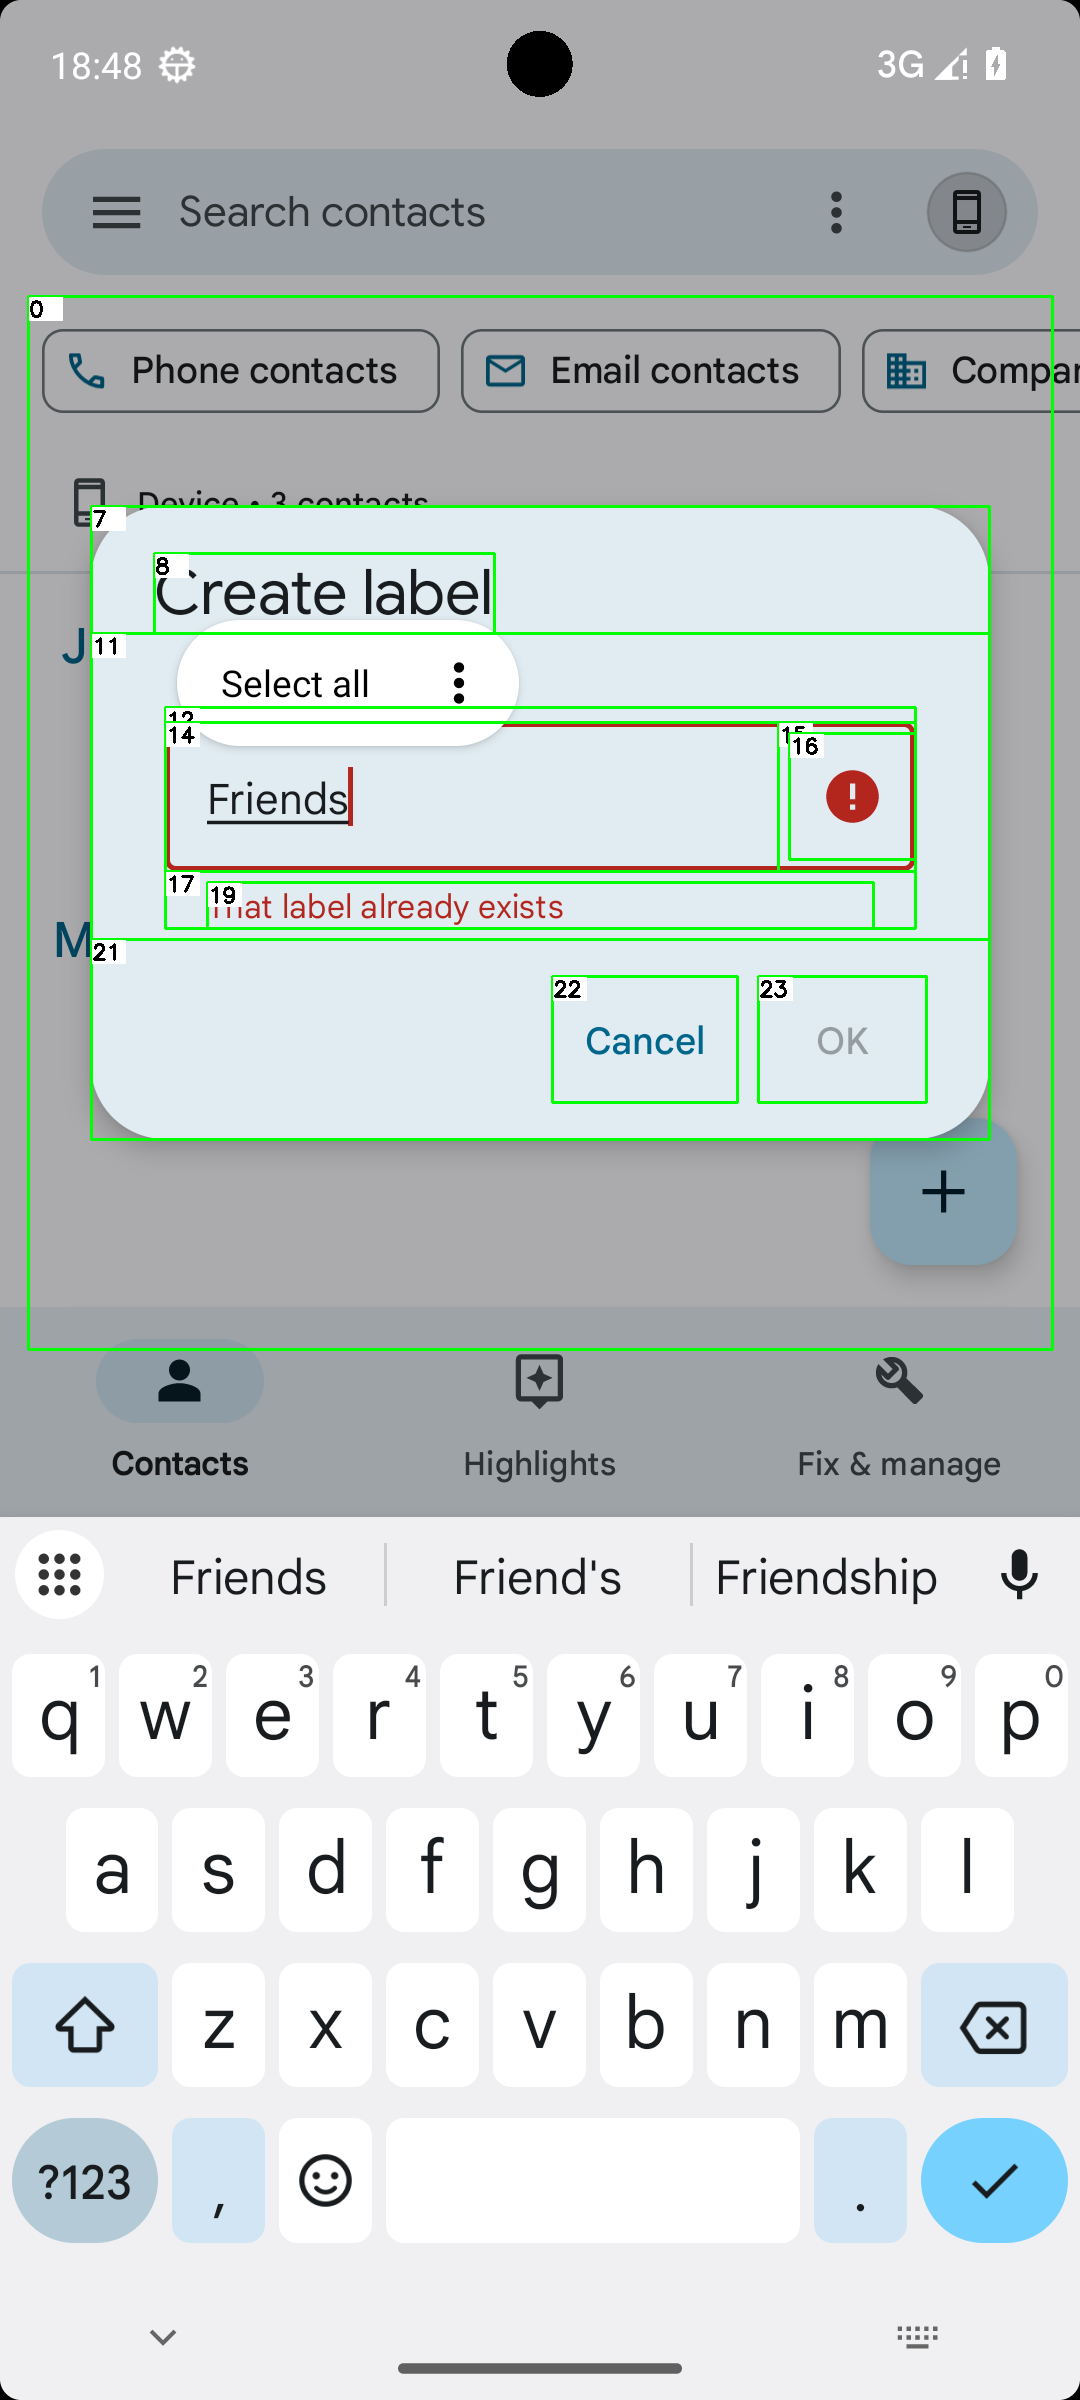 18:48
3G
Search contacts
0
Phone contacts
Email contacts
Device • 3 contacts
7
8
Create label
J
11
Select all
12
14
16
Friends
17
19
That label already exists
M
21
22
23
Cancel
OK
Contacts
Highlights
Fix & manage
Friends
Friend's
Friendship
q 1 w 2 e 3 r 4 t 5 y 6 u 7 i 8 o 9 p 0
a s d f g h j k l
z x c v b n m
?123 , .